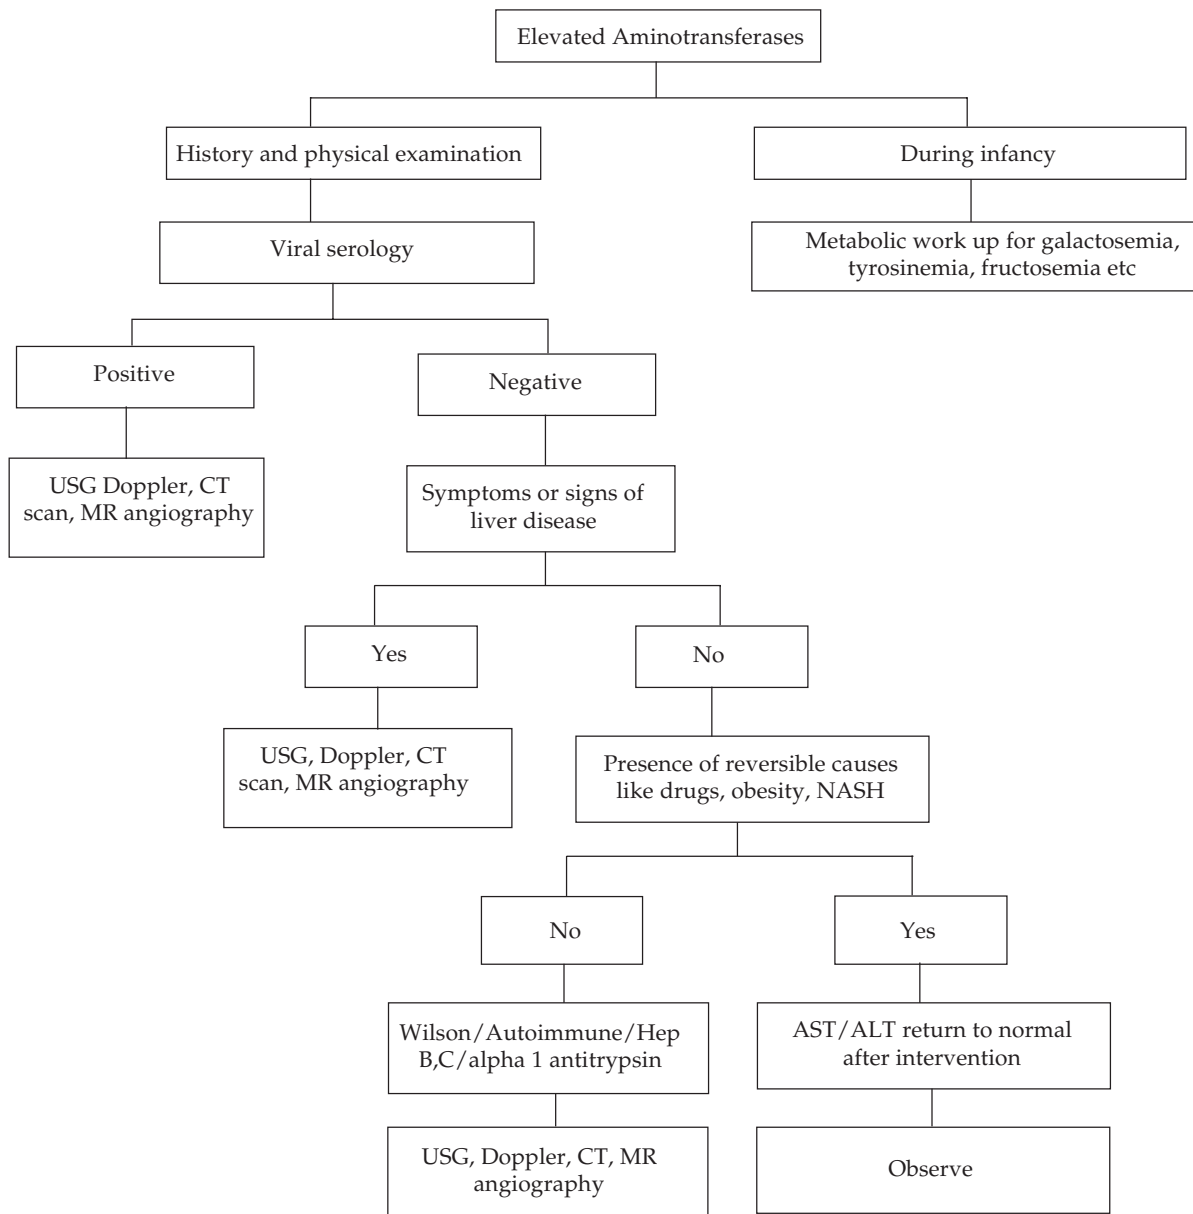 Elevated Aminotransferases
History and physical examination
During infancy
Viral serology
Metabolic work up for galactosemia,
tyrosinemia, fructosemia etc
Positive
Negative
USG Doppler, CT
scan, MR angiography
Symptoms or signs of
liver disease
Yes
No
USG, Doppler, CT
scan, MR angiography
Presence of reversible causes
like drugs, obesity, NASH
No
Yes
Wilson/Autoimmune/Hep
B,C/alpha 1 antitrypsin
AST/ALT return to normal
after intervention
USG, Doppler, CT, MR
angiography
Observe